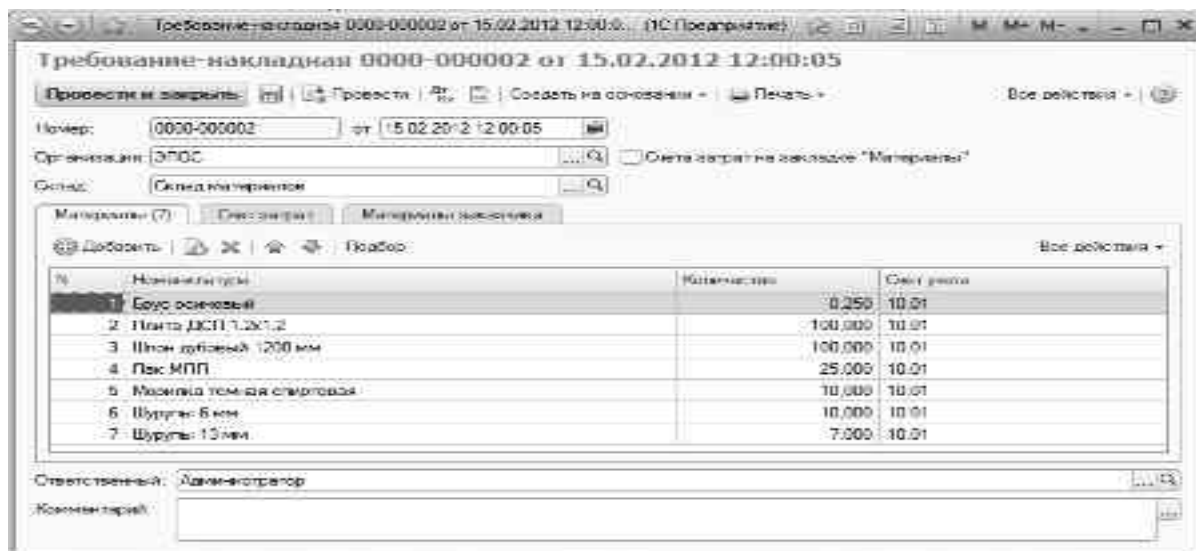 Требование-накладная 0000-000002 от 15.02.2012 12:00:0... (1С:Предприятие) M M+ M-
Требование-накладная 0000-000002 от 15.02.2012 12:00:05
Провести и закрыть Провести Создать на основании Печать Все действия
Номер: 0000-000002 от 15.02.2012 12:00:05
Организация: ЭПОС Счета затрат на закладке "Материалы"
Склад: Склад материалов
Материалы (7) Счет затрат Материалы заказчика
Добавить Подбор Все действия
N Номенклатура Количество Счет учета
1 Брус осиновый 0,250 10.01
2 Плита ДСП 1.2х1.2 100,000 10.01
3 Шпон дубовый 1200 мм 100,000 10.01
4 Лак МПП 25,000 10.01
5 Морилка темная спиртовая 10,000 10.01
6 Шурупы 6 мм 10,000 10.01
7 Шурупы 13 мм 7,000 10.01
Ответственный: Администратор
Комментарий: